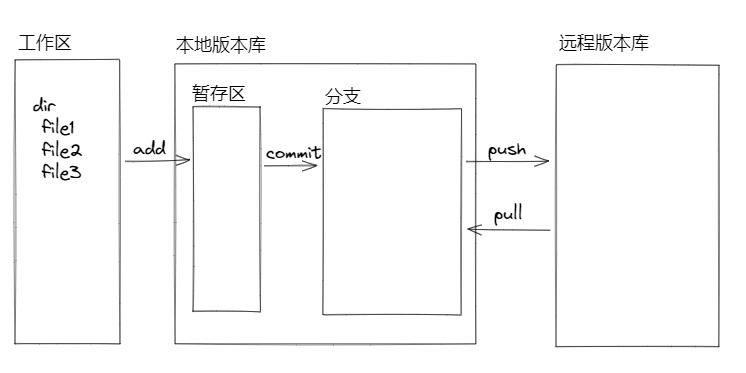 工作区
本地版本库
远程版本库
暂存区
分支
dir
file1
file2
file3
add
commit
push
pull